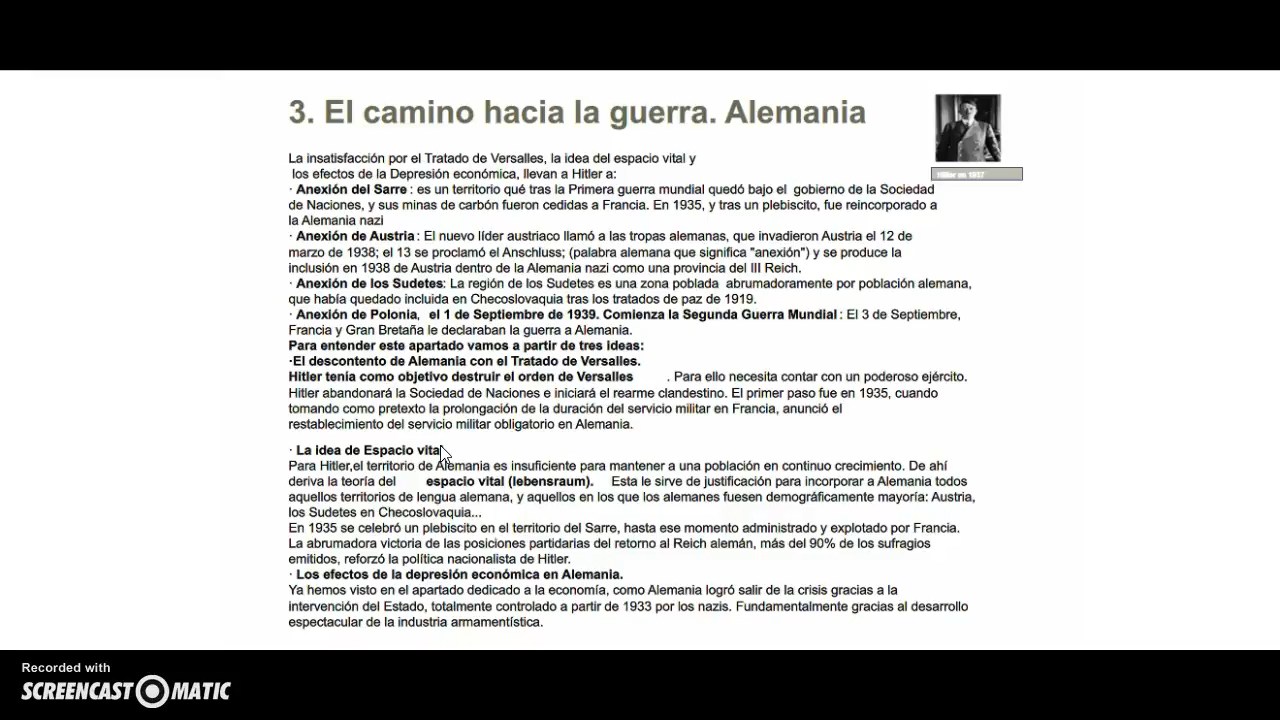 3. El camino hacia la guerra. Alemania
Hitler en 1937
La insatisfacción por el Tratado de Versalles, la idea del espacio vital y
los efectos de la Depresión económica, llevan a Hitler a:
· Anexión del Sarre : es un territorio qué tras la Primera guerra mundial quedó bajo el gobierno de la Sociedad
de Naciones, y sus minas de carbón fueron cedidas a Francia. En 1935, y tras un plebiscito, fue reincorporado a
la Alemania nazi
· Anexión de Austria : El nuevo líder austriaco llamó a las tropas alemanas, que invadieron Austria el 12 de
marzo de 1938; el 13 se proclamó el Anschluss; (palabra alemana que significa "anexión") y se produce la
inclusión en 1938 de Austria dentro de la Alemania nazi como una provincia del III Reich.
· Anexión de los Sudetes: La región de los Sudetes es una zona poblada abrumadoramente por población alemana,
que había quedado incluida en Checoslovaquia tras los tratados de paz de 1919.
· Anexión de Polonia, el 1 de Septiembre de 1939. Comienza la Segunda Guerra Mundial : El 3 de Septiembre,
Francia y Gran Bretaña le declaraban la guerra a Alemania.
Para entender este apartado vamos a partir de tres ideas:
·El descontento de Alemania con el Tratado de Versalles.
Hitler tenía como objetivo destruir el orden de Versalles . Para ello necesita contar con un poderoso ejército.
Hitler abandonará la Sociedad de Naciones e iniciará el rearme clandestino. El primer paso fue en 1935, cuando
tomando como pretexto la prolongación de la duración del servicio militar en Francia, anunció el
restablecimiento del servicio militar obligatorio en Alemania.
· La idea de Espacio vital
Para Hitler,el territorio de Alemania es insuficiente para mantener a una población en continuo crecimiento. De ahí
deriva la teoría del espacio vital (lebensraum). Esta le sirve de justificación para incorporar a Alemania todos
aquellos territorios de lengua alemana, y aquellos en los que los alemanes fuesen demográficamente mayoría: Austria,
los Sudetes en Checoslovaquia...
En 1935 se celebró un plebiscito en el territorio del Sarre, hasta ese momento administrado y explotado por Francia.
La abrumadora victoria de las posiciones partidarias del retorno al Reich alemán, más del 90% de los sufragios
emitidos, reforzó la política nacionalista de Hitler.
· Los efectos de la depresión económica en Alemania.
Ya hemos visto en el apartado dedicado a la economía, como Alemania logró salir de la crisis gracias a la
intervención del Estado, totalmente controlado a partir de 1933 por los nazis. Fundamentalmente gracias al desarrollo
espectacular de la industria armamentística.
Recorded with
SCREENCAST O MATIC